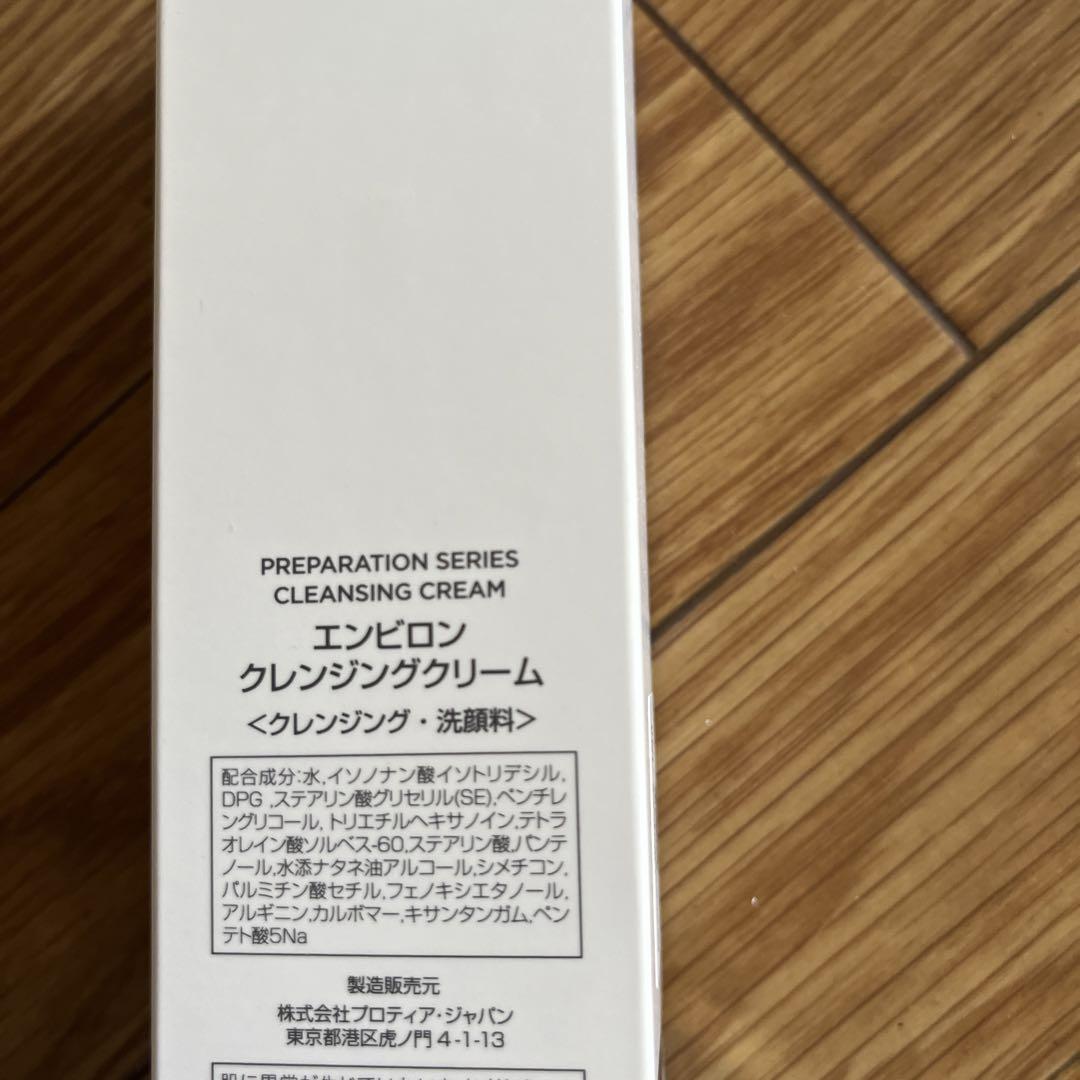 PREPARATION SERIES
CLEANSING CREAM
エンビロン
クレンジングクリーム
<クレンジング・洗顔料>
配合成分:水,イソノナン酸イソトリデシル,
DPG ,ステアリン酸グリセリル(SE),ペンチレ
ングリコール, トリエチルヘキサノイン,テトラ
オレイン酸ソルベス-60,ステアリン酸,パンテ
ノール,水添ナタネ油アルコール,シメチコン,
パルミチン酸セチル,フェノキシエタノール,
アルギニン,カルボマー,キサンタンガム,ペン
テト酸5Na
製造販売元
株式会社プロティア・ジャパン
東京都港区虎ノ門 4-1-13